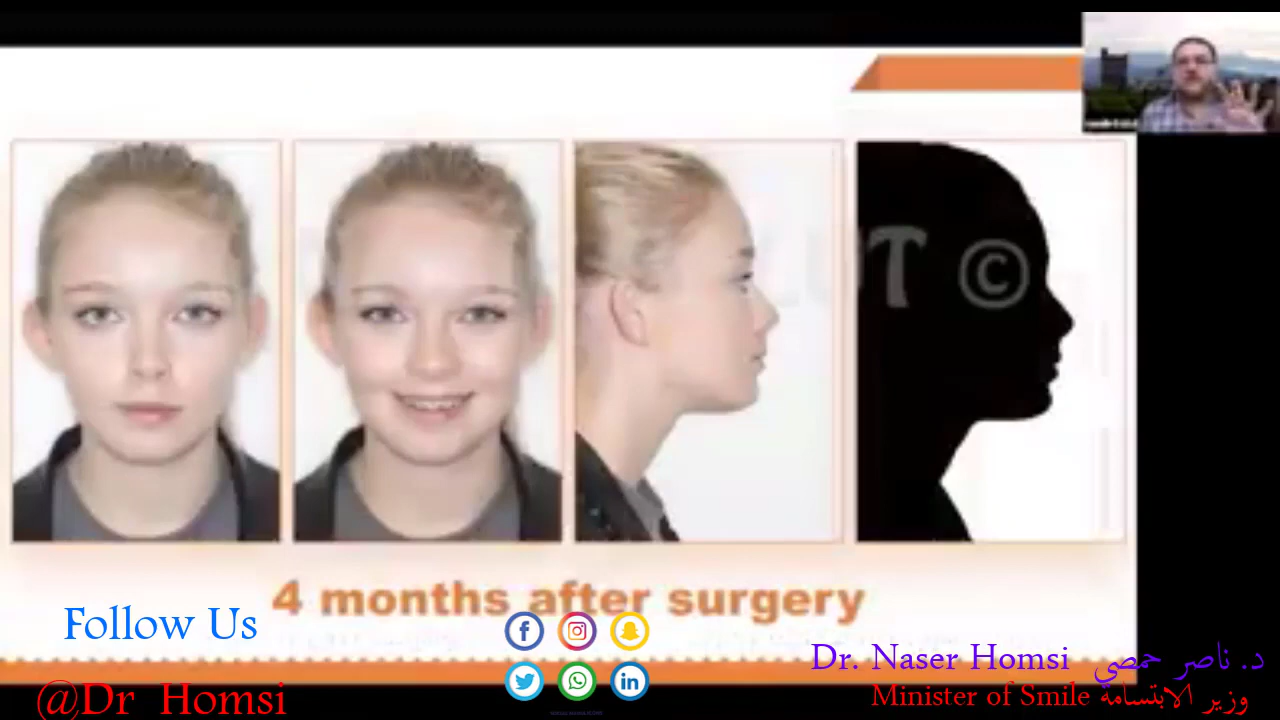 ©
4 months after surgery
Follow Us
Dr. Naser Homsi د. ناصر حمصي
@Dr Homsi
Minister of Smile وزير الابتسامة